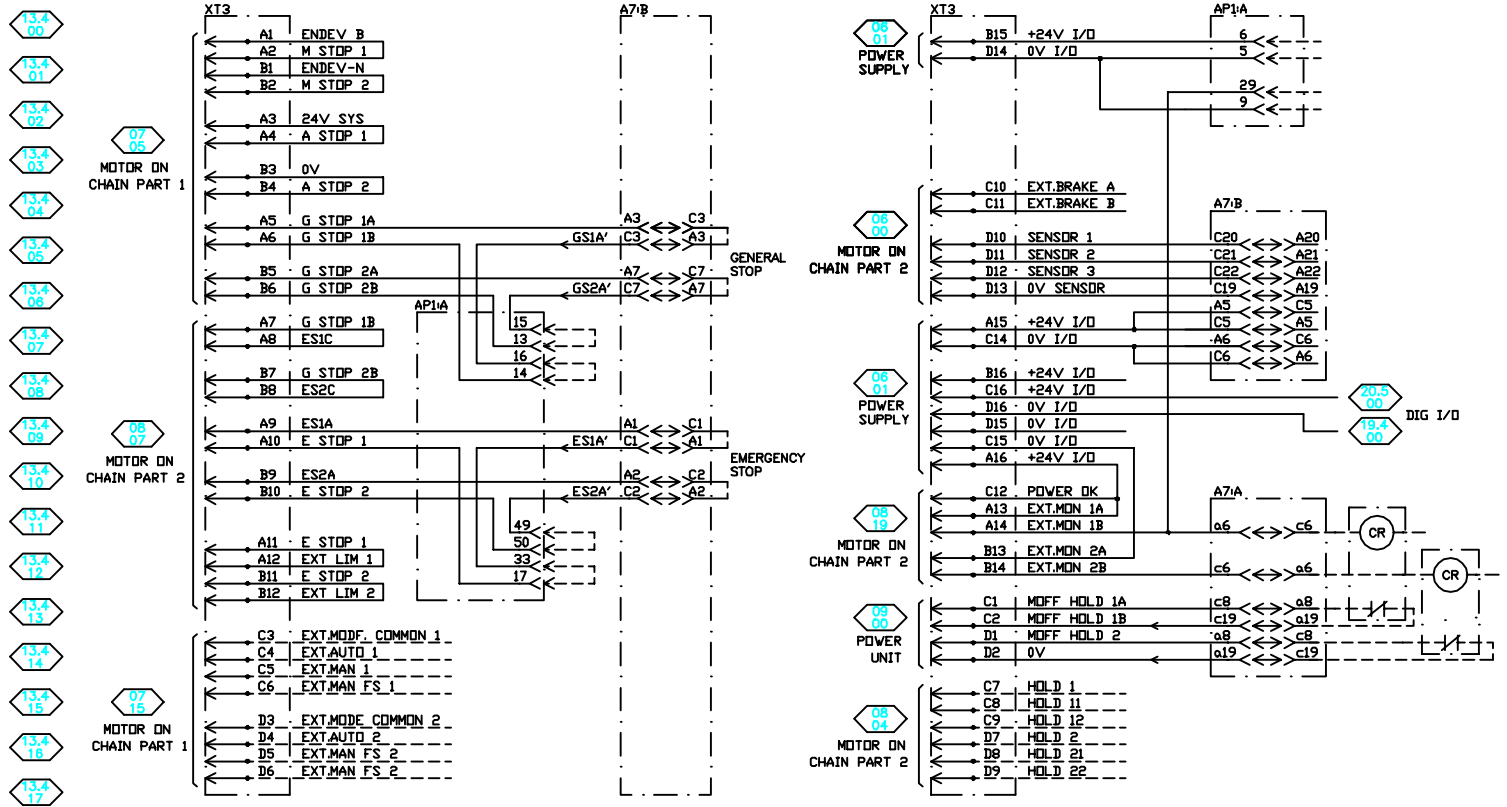 XT3 A7:B XT3 AP1:A
13.4
00
13.4
01
13.4
02
13.4
03
13.4
04
13.4
05
13.4
06
13.4
07
13.4
08
13.4
09
13.4
10
13.4
11
13.4
12
13.4
13
13.4
14
13.4
15
13.4
16
13.4
17
07
05
MOTOR ON
CHAIN PART 1
A1 ENDEV B
A2 M STOP 1
B1 ENDEV-N
B2 M STOP 2
A3 24V SYS
A4 A STOP 1
B3 0V
B4 A STOP 2
A5 G STOP 1A A3 C3
A6 G STOP 1B GS1A' C3 A3
GENERAL
STOP
B5 G STOP 2A A7 C7
B6 G STOP 2B GS2A' C7 A7
AP1:A
15
13
16
14
08
07
MOTOR ON
CHAIN PART 2
A7 G STOP 1B
A8 ES1C
B7 G STOP 2B
B8 ES2C
A9 ES1A A1 C1
A10 E STOP 1 ES1A' C1 A1
EMERGENCY
STOP
B9 ES2A A2 C2
B10 E STOP 2 ES2A' C2 A2
49
50
33
17
A11 E STOP 1
A12 EXT LIM 1
B11 E STOP 2
B12 EXT LIM 2
07
15
MOTOR ON
CHAIN PART 1
C3 EXT.MODF. COMMON 1
C4 EXT.AUTO 1
C5 EXT.MAN 1
C6 EXT.MAN FS 1
D3 EXT.MODE COMMON 2
D4 EXT.AUTO 2
D5 EXT.MAN FS 2
D6 EXT.MAN FS 2
06
01
POWER
SUPPLY
B15 +24V I/O 6
D14 0V I/O 5
29
9
06
00
MOTOR ON
CHAIN PART 2
C10 EXT.BRAKE A
C11 EXT.BRAKE B
A7:B
D10 SENSOR 1 C20 A20
D11 SENSOR 2 C21 A21
D12 SENSOR 3 C22 A22
D13 0V SENSOR C19 A19
A5 C5
A15 +24V I/O C5 A5
C14 0V I/O A6 C6
C6 A6
06
01
POWER
SUPPLY
B16 +24V I/O
C16 +24V I/O
D16 0V I/O
D15 0V I/O
C15 0V I/O
A16 +24V I/O
20.5
00
DIG I/O
19.4
00
08
19
MOTOR ON
CHAIN PART 2
A7:A
C12 POWER OK
A13 EXT.MON 1A
A14 EXT.MON 1B a6 c6 CR
B13 EXT.MON 2A
B14 EXT.MON 2B c6 a6 CR
09
00
POWER
UNIT
C1 MOFF HOLD 1A c8 a8
C2 MOFF HOLD 1B c19 a19
D1 MOFF HOLD 2 a8 c8
D2 0V a19 c19
08
04
MOTOR ON
CHAIN PART 2
C7 HOLD 1
C8 HOLD 11
C9 HOLD 12
D7 HOLD 2
D8 HOLD 21
D9 HOLD 22